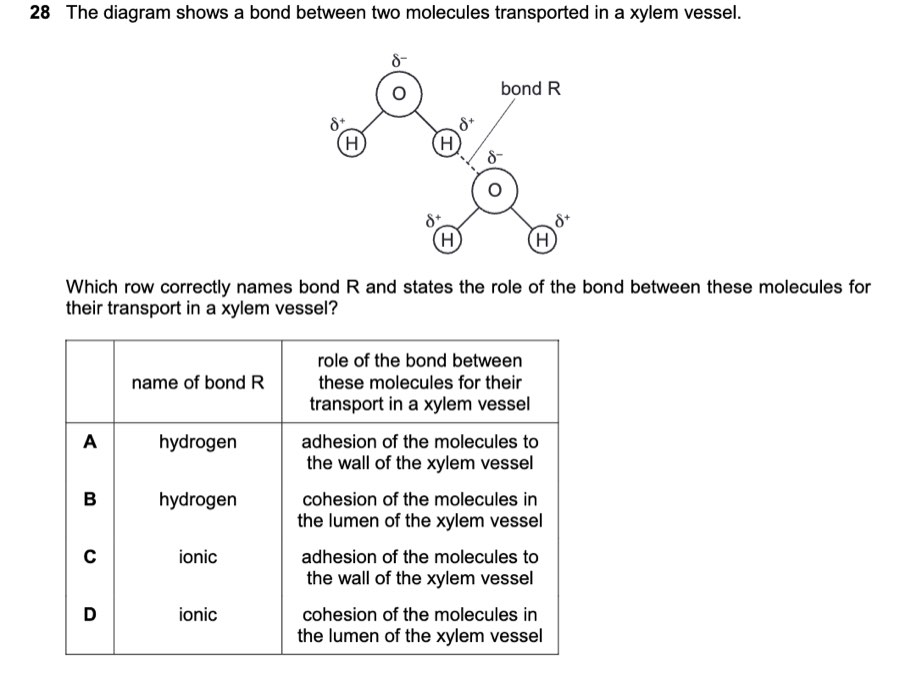 28 The diagram shows a bond between two molecules transported in a xylem vessel.
δ–
O
bond R
δ+
H
δ+
H
δ–
O
δ+
H
δ+
H
Which row correctly names bond R and states the role of the bond between these molecules for
their transport in a xylem vessel?
name of bond R
role of the bond between
these molecules for their
transport in a xylem vessel
A hydrogen adhesion of the molecules to
the wall of the xylem vessel
B hydrogen cohesion of the molecules in
the lumen of the xylem vessel
C ionic adhesion of the molecules to
the wall of the xylem vessel
D ionic cohesion of the molecules in
the lumen of the xylem vessel